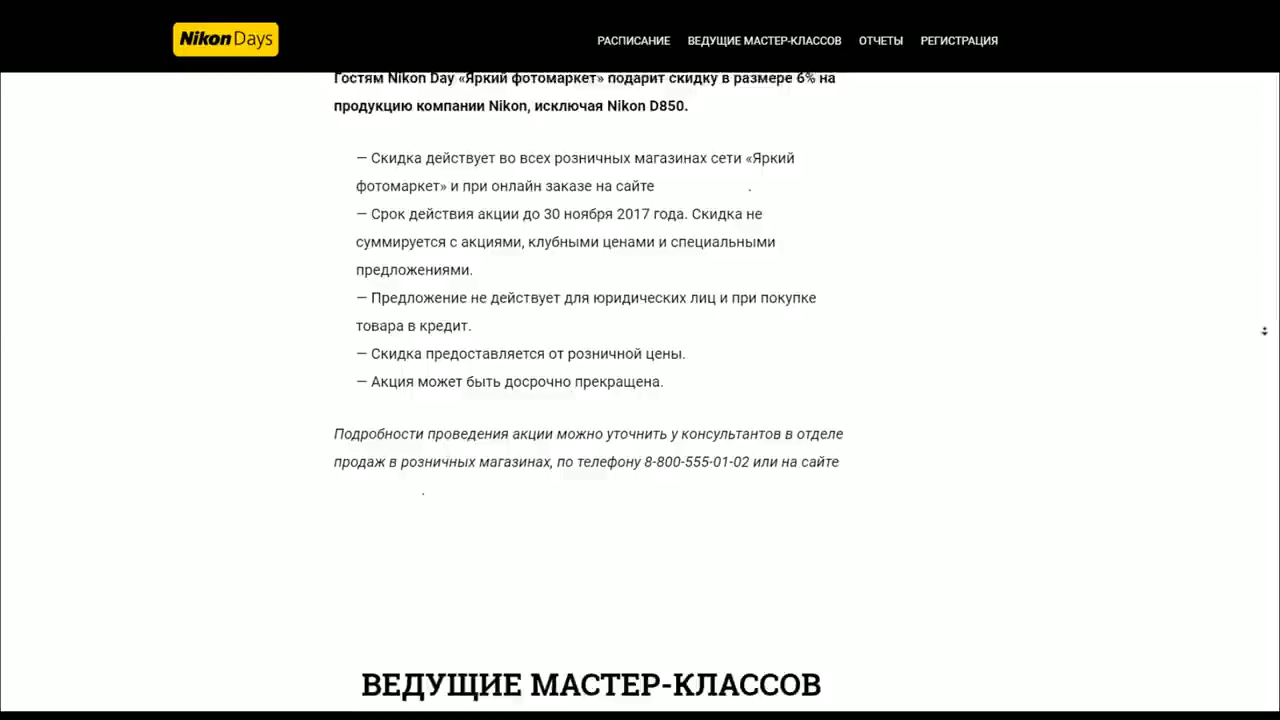 Nikon Days
РАСПИСАНИЕ ВЕДУЩИЕ МАСТЕР-КЛАССОВ ОТЧЕТЫ РЕГИСТРАЦИЯ
Гостям Nikon Day «Яркий фотомаркет» подарит скидку в размере 6% на
продукцию компании Nikon, исключая Nikon D850.
— Скидка действует во всех розничных магазинах сети «Яркий
фотомаркет» и при онлайн заказе на сайте .
— Срок действия акции до 30 ноября 2017 года. Скидка не
суммируется с акциями, клубными ценами и специальными
предложениями.
— Предложение не действует для юридических лиц и при покупке
товара в кредит.
— Скидка предоставляется от розничной цены.
— Акция может быть досрочно прекращена.
Подробности проведения акции можно уточнить у консультантов в отделе
продаж в розничных магазинах, по телефону 8-800-555-01-02 или на сайте
.
ВЕДУЩИЕ МАСТЕР-КЛАССОВ